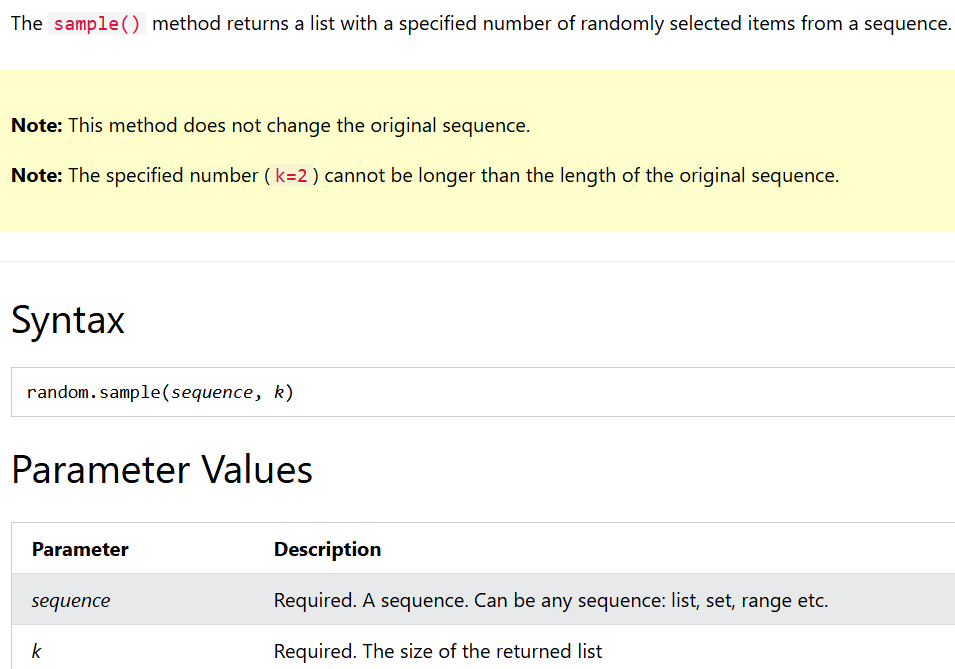 The sample() method returns a list with a specified number of randomly selected items from a sequence.
Note: This method does not change the original sequence.
Note: The specified number (k=2) cannot be longer than the length of the original sequence.
Syntax
random.sample(sequence, k)
Parameter Values
Parameter Description
sequence Required. A sequence. Can be any sequence: list, set, range etc.
k Required. The size of the returned list